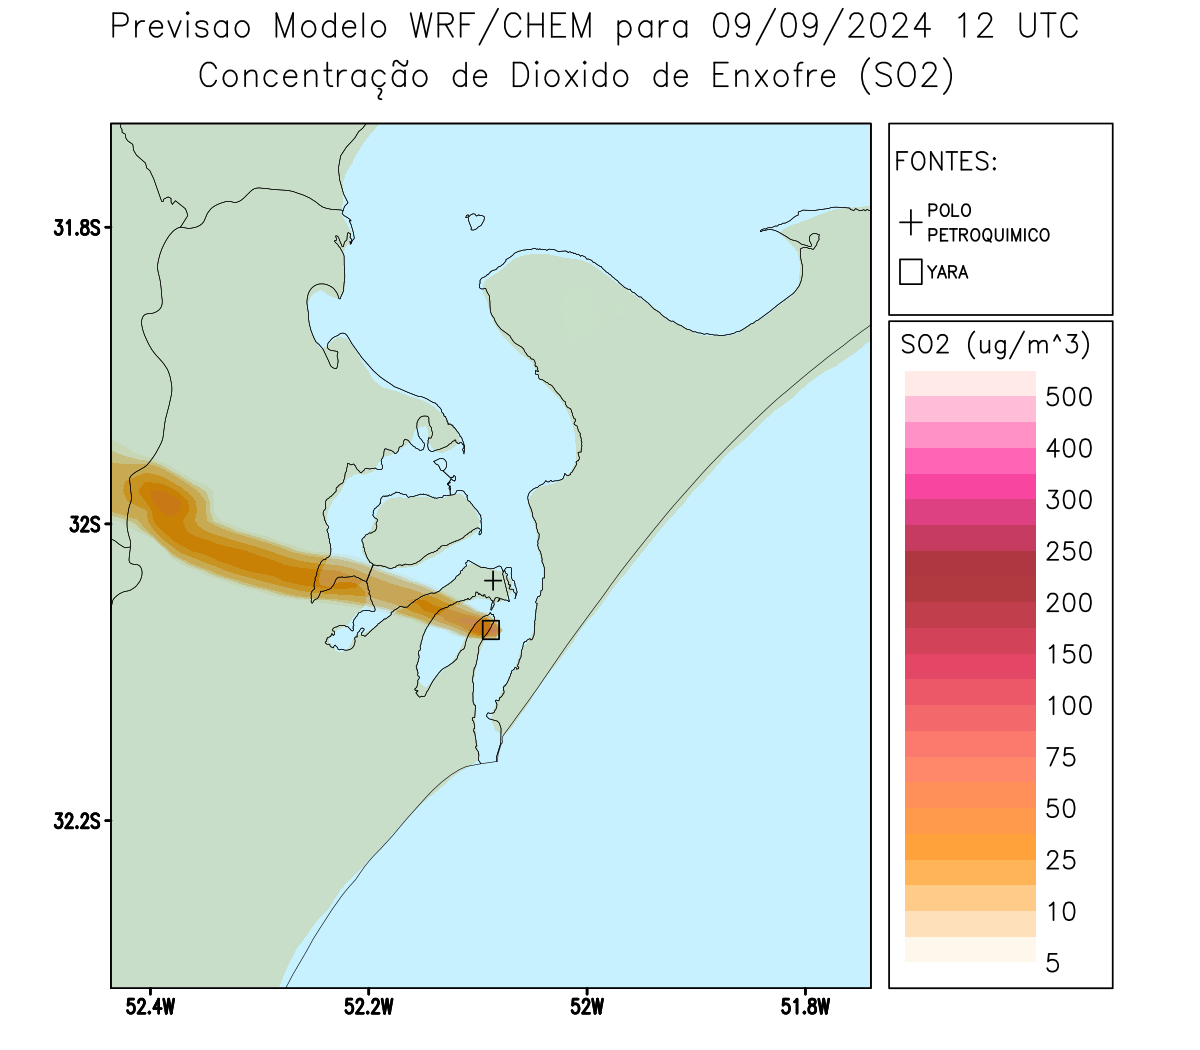 Previsao Modelo WRF/CHEM para 09/09/2024 12 UTC
Concentração de Dioxido de Enxofre (SO2)
FONTES:
POLO
PETROQUIMICO
YARA
31.8S
32S
32.2S
52.4W
52.2W
52W
51.8W
SO2 (ug/m^3)
500
400
300
250
200
150
100
75
50
25
10
5